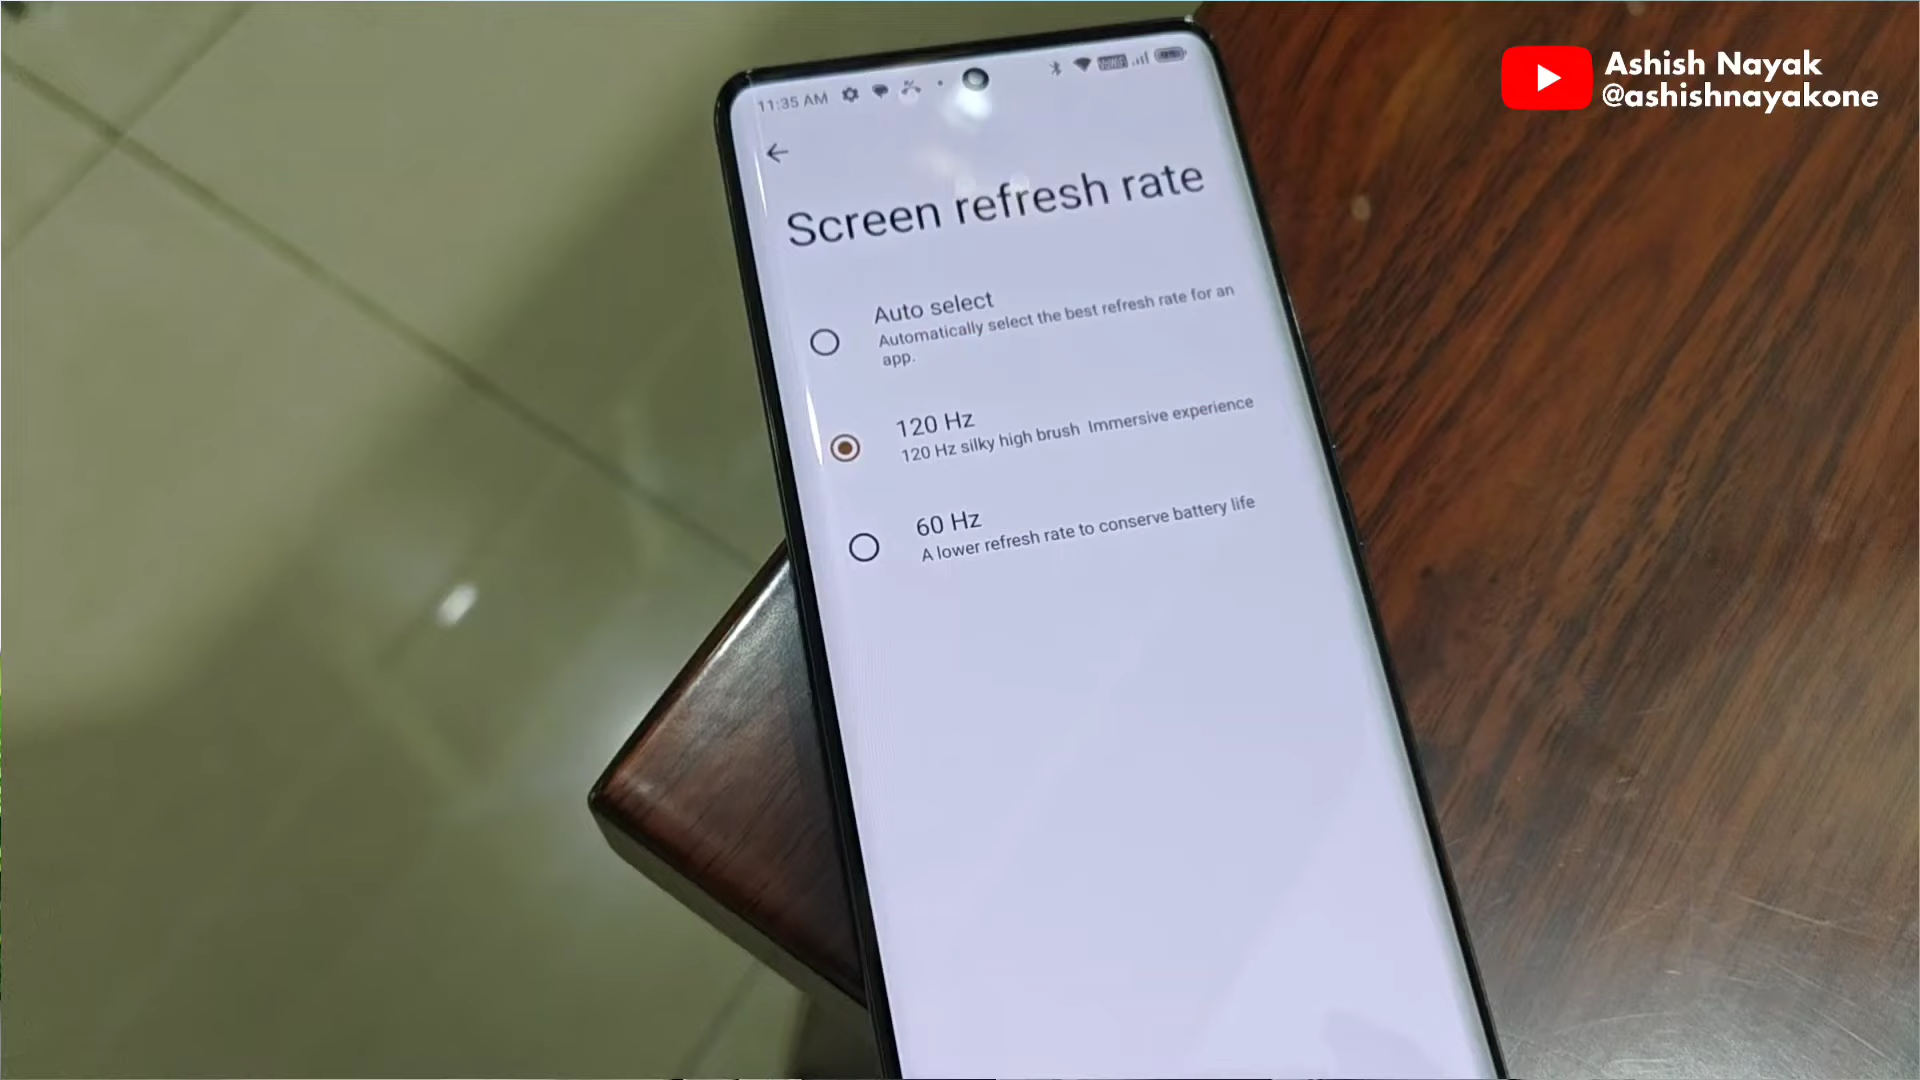 Ashish Nayak
@ashishnayakone
11:35 AM
Screen refresh rate
Auto select
Automatically select the best refresh rate for an
app.
120 Hz
120 Hz silky high brush Immersive experience
60 Hz
A lower refresh rate to conserve battery life